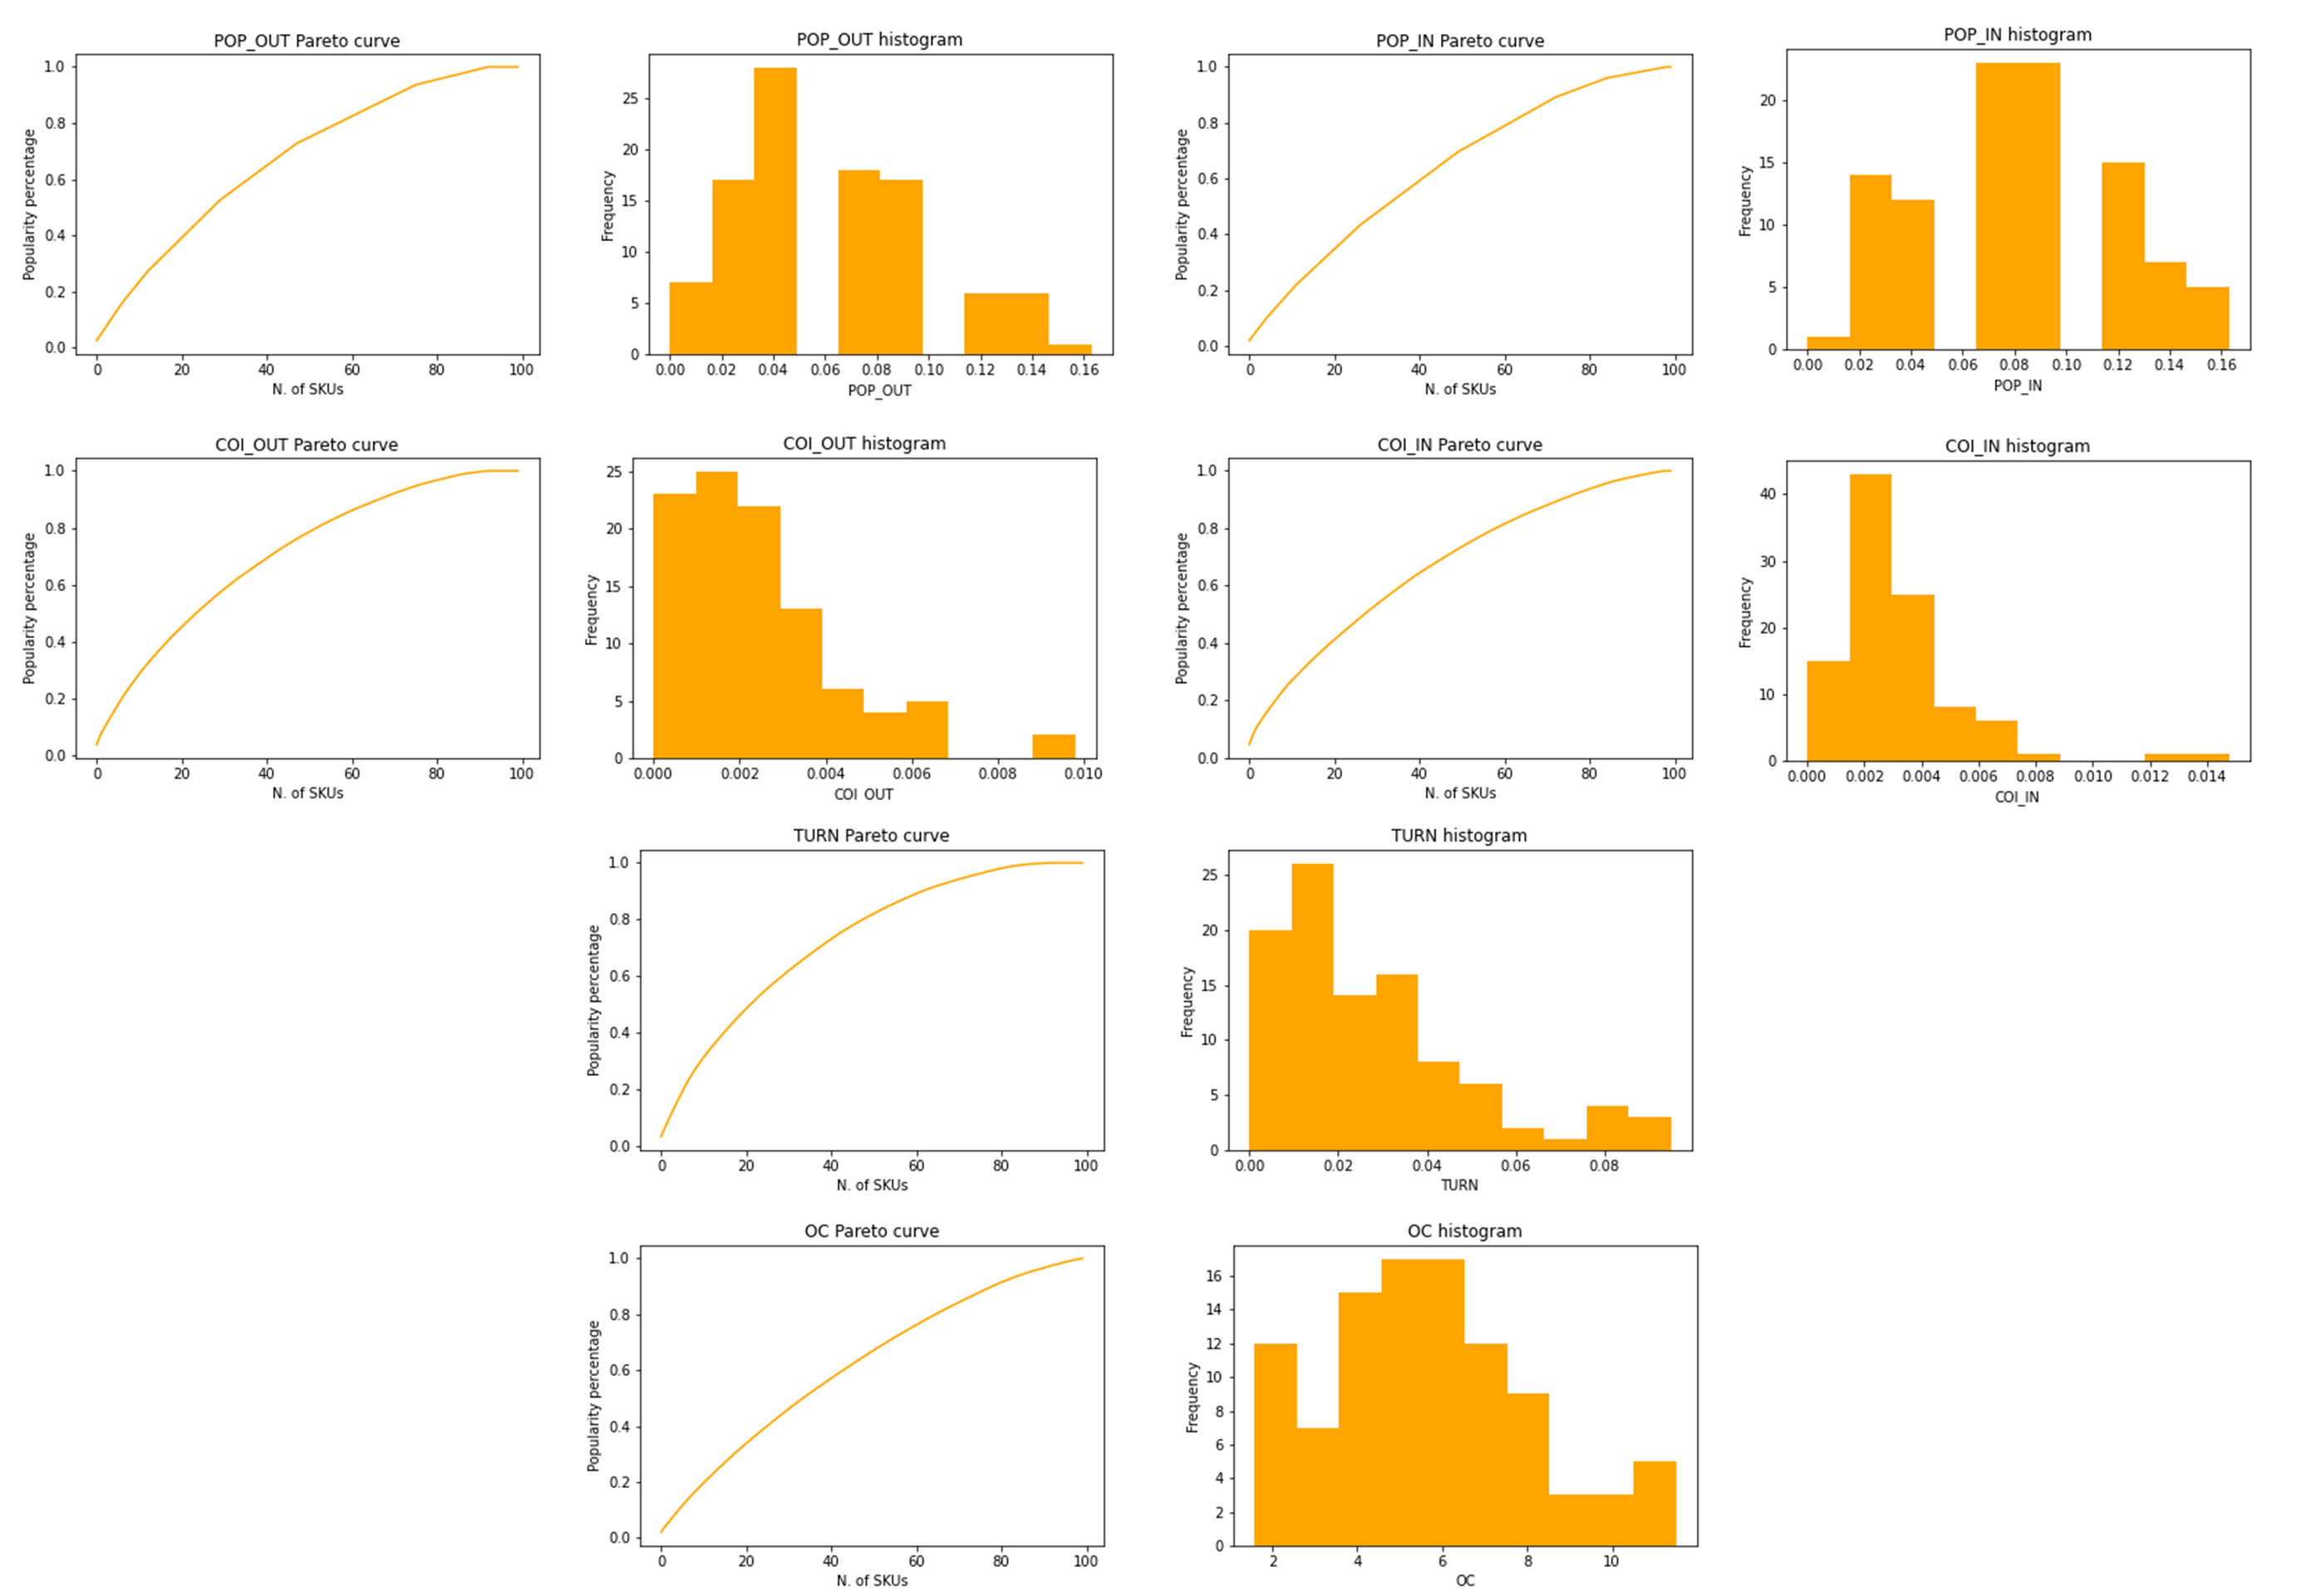 POP_OUT Pareto curve
1.0
0.8
0.6
0.4
0.2
0.0
Popularity percentage
0 20 40 60 80 100
N. of SKUs
POP_OUT histogram
25
20
15
10
5
0
Frequency
0.00 0.02 0.04 0.06 0.08 0.10 0.12 0.14 0.16
POP_OUT
POP_IN Pareto curve
1.0
0.8
0.6
0.4
0.2
0.0
Popularity percentage
0 20 40 60 80 100
N. of SKUs
POP_IN histogram
20
15
10
5
0
Frequency
0.00 0.02 0.04 0.06 0.08 0.10 0.12 0.14 0.16
POP_IN
COI_OUT Pareto curve
1.0
0.8
0.6
0.4
0.2
0.0
Popularity percentage
0 20 40 60 80 100
N. of SKUs
COI_OUT histogram
25
20
15
10
5
0
Frequency
0.000 0.002 0.004 0.006 0.008 0.010
COI_OUT
COI_IN Pareto curve
1.0
0.8
0.6
0.4
0.2
0.0
Popularity percentage
0 20 40 60 80 100
N. of SKUs
COI_IN histogram
40
30
20
10
0
Frequency
0.000 0.002 0.004 0.006 0.008 0.010 0.012 0.014
COI_IN
TURN Pareto curve
1.0
0.8
0.6
0.4
0.2
0.0
Popularity percentage
0 20 40 60 80 100
N. of SKUs
TURN histogram
25
20
15
10
5
0
Frequency
0.00 0.02 0.04 0.06 0.08
TURN
OC Pareto curve
1.0
0.8
0.6
0.4
0.2
0.0
Popularity percentage
0 20 40 60 80 100
N. of SKUs
OC histogram
16
14
12
10
8
6
4
2
0
Frequency
2 4 6 8 10
OC